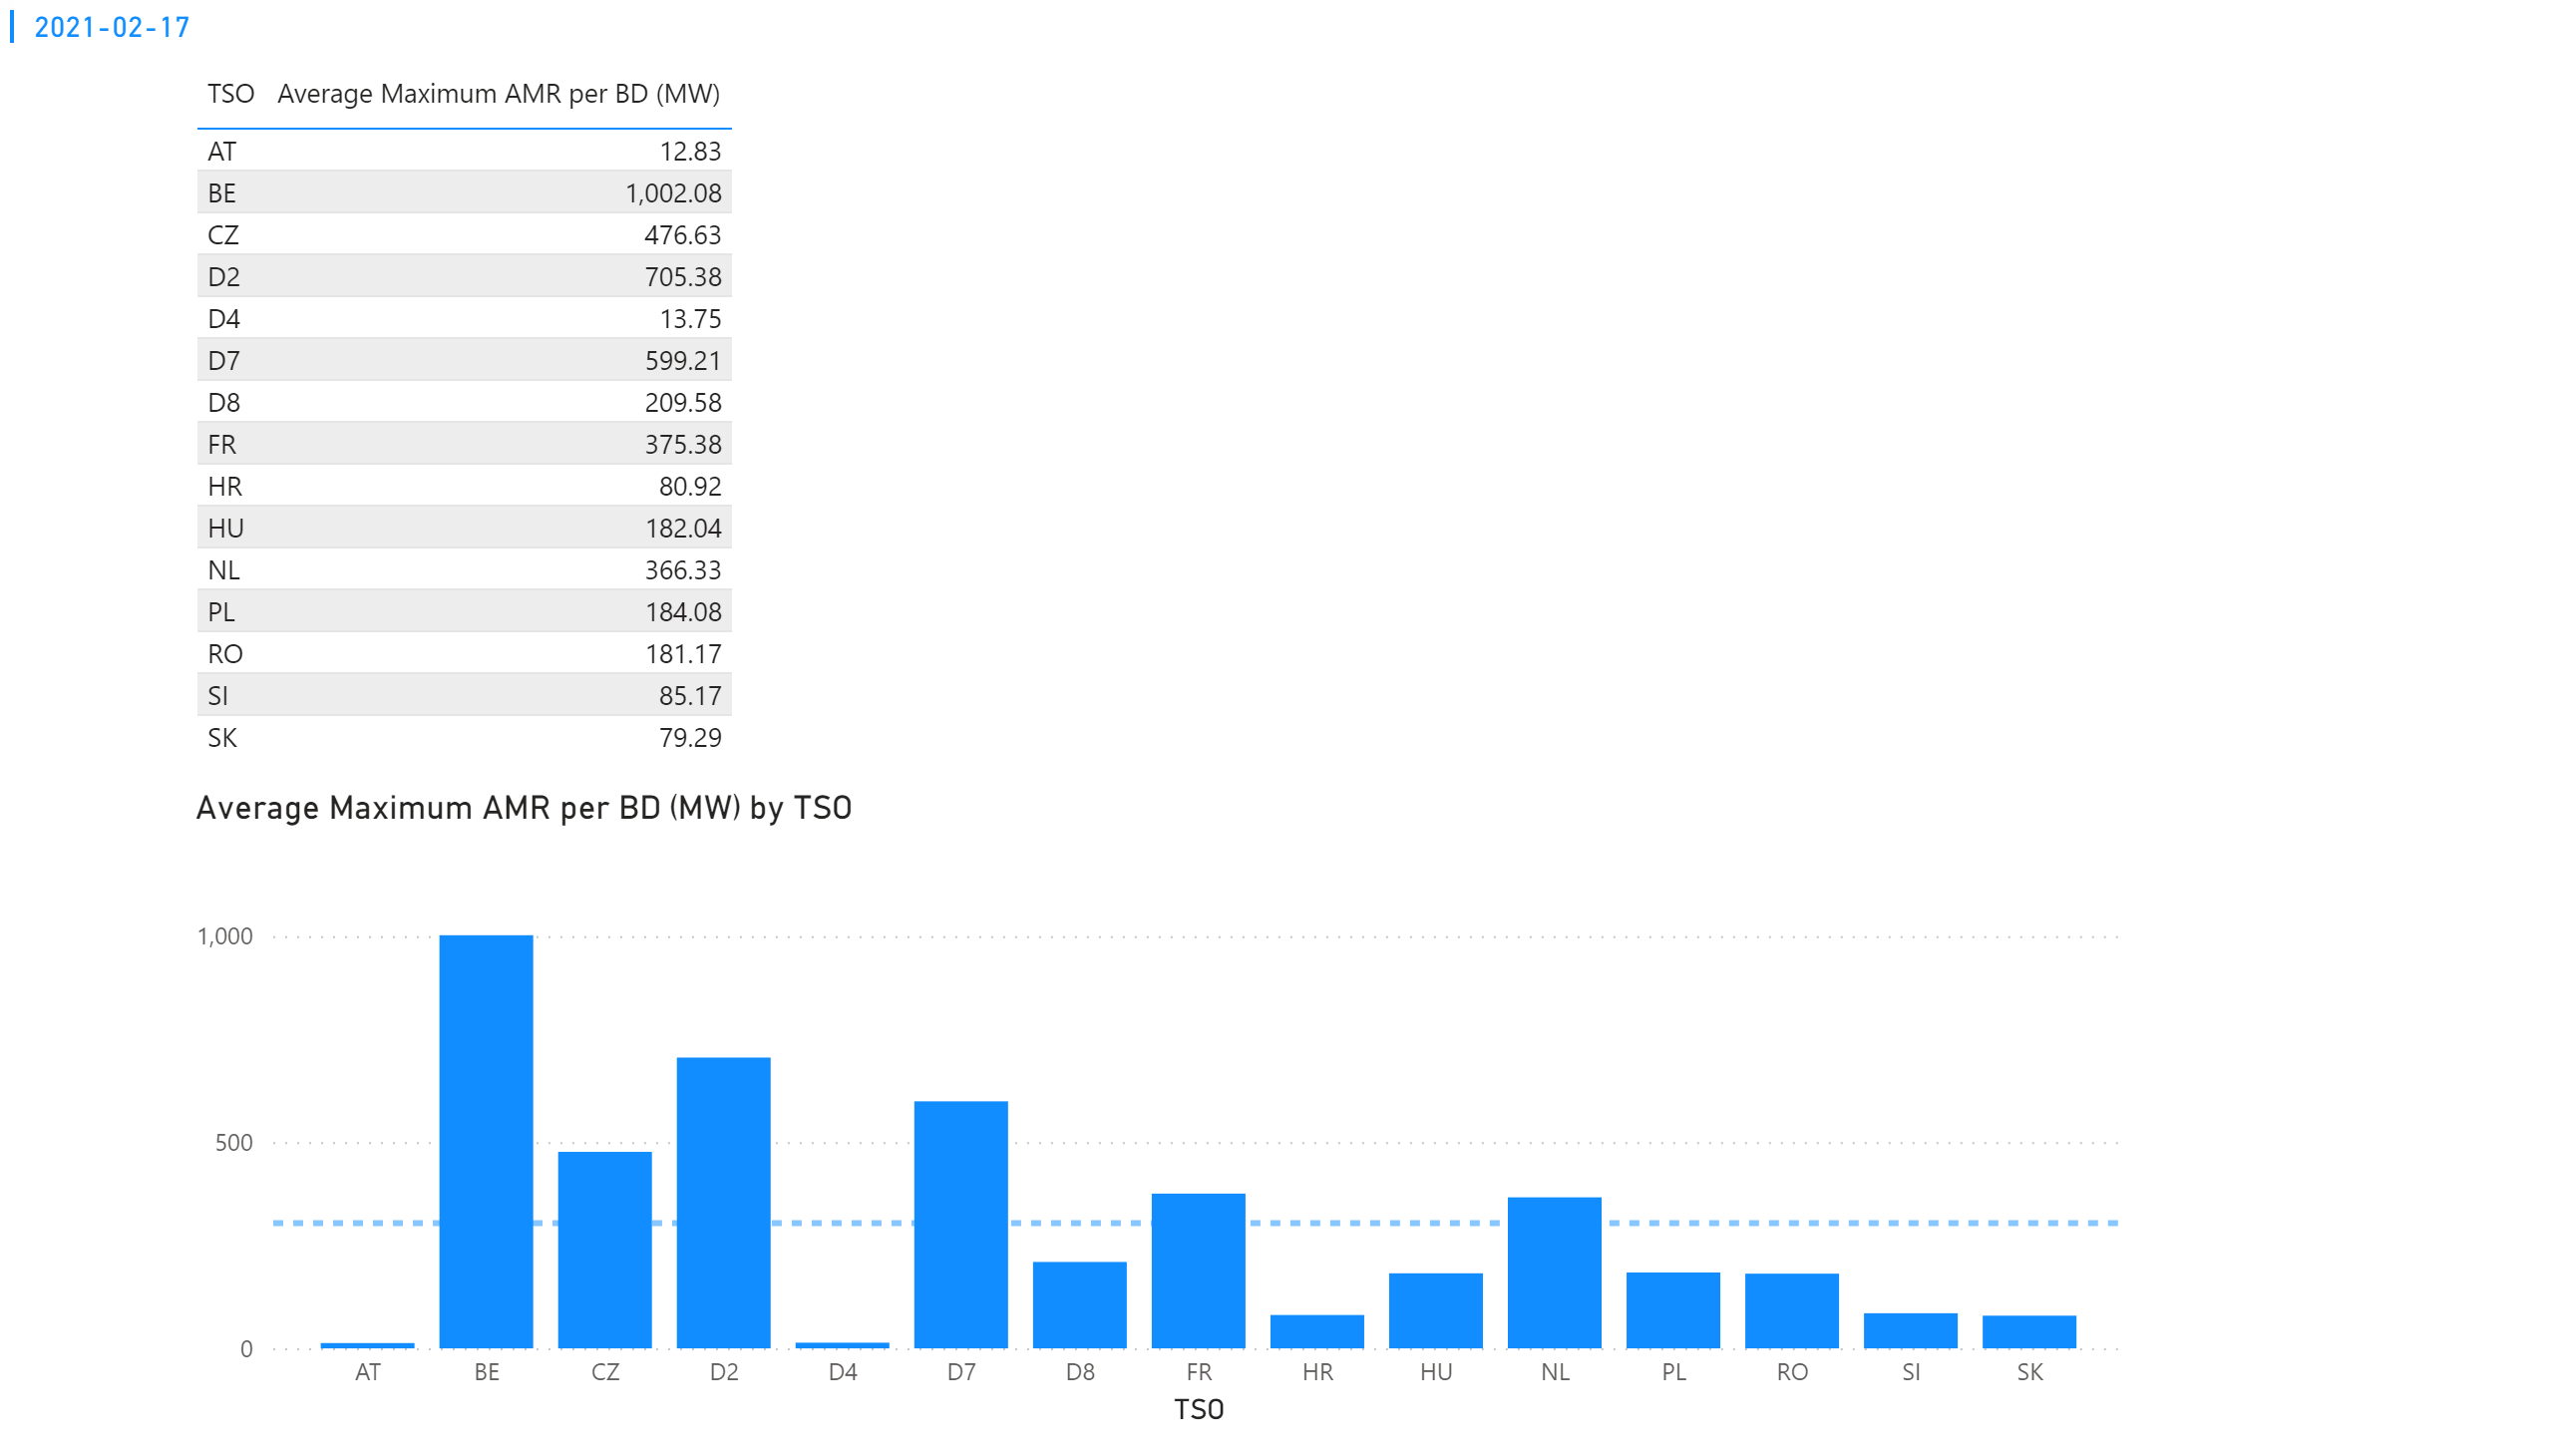 2021-02-17
TSO Average Maximum AMR per BD (MW)
AT 12.83
BE 1,002.08
CZ 476.63
D2 705.38
D4 13.75
D7 599.21
D8 209.58
FR 375.38
HR 80.92
HU 182.04
NL 366.33
PL 184.08
RO 181.17
SI 85.17
SK 79.29
Average Maximum AMR per BD (MW) by TSO
1,000
500
0
AT BE CZ D2 D4 D7 D8 FR HR HU NL PL RO SI SK
TSO